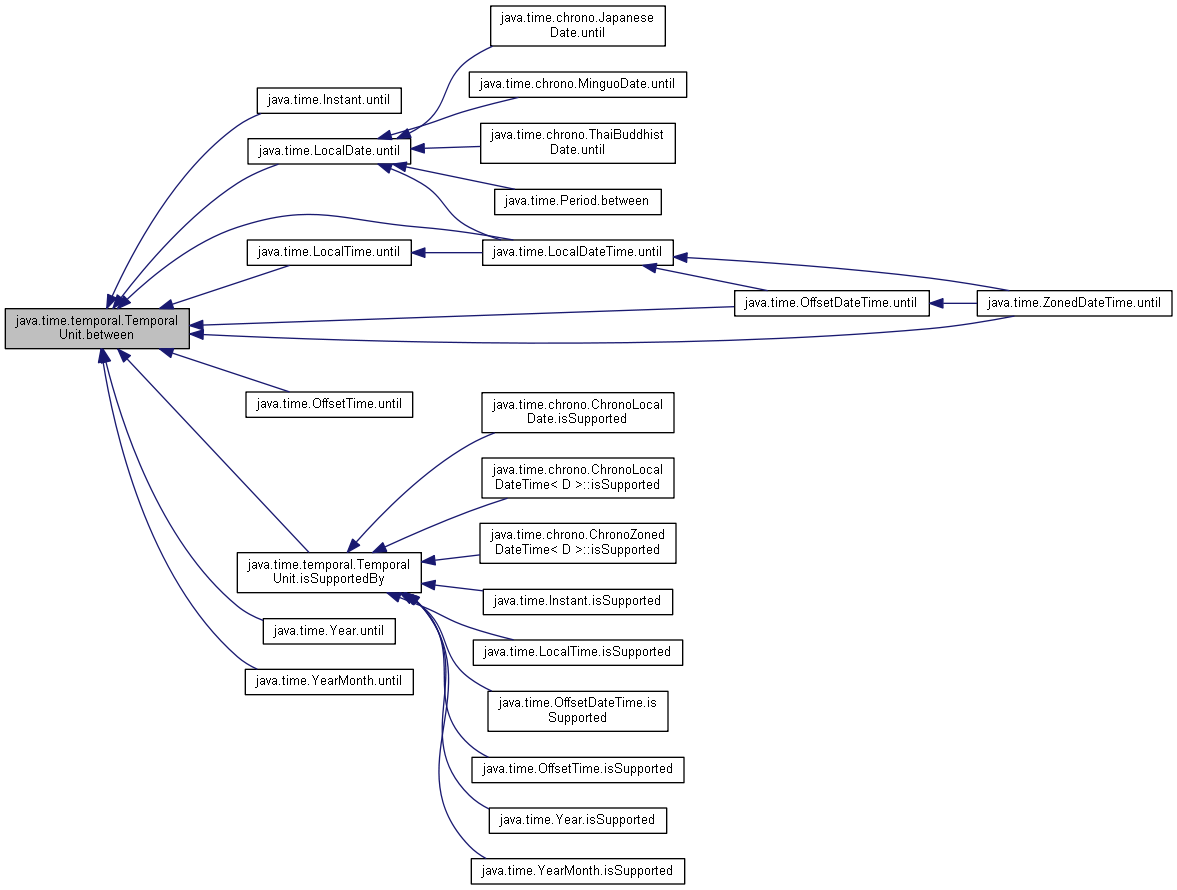 java.time.chrono.Japanese
Date.until
java.time.chrono.MinguoDate.until
java.time.Instant.until
java.time.chrono.ThaiBuddhist
Date.until
java.time.LocalDate.until
java.time.Period.between
java.time.LocalTime.until
java.time.LocalDateTime.until
java.time.OffsetDateTime.until
java.time.ZonedDateTime.until
java.time.temporal.Temporal
Unit.between
java.time.OffsetTime.until
java.time.chrono.ChronoLocal
Date.isSupported
java.time.chrono.ChronoLocal
DateTime< D >::isSupported
java.time.chrono.ChronoZoned
DateTime< D >::isSupported
java.time.temporal.Temporal
Unit.isSupportedBy
java.time.Instant.isSupported
java.time.Year.until
java.time.LocalTime.isSupported
java.time.YearMonth.until
java.time.OffsetDateTime.is
Supported
java.time.OffsetTime.isSupported
java.time.Year.isSupported
java.time.YearMonth.isSupported